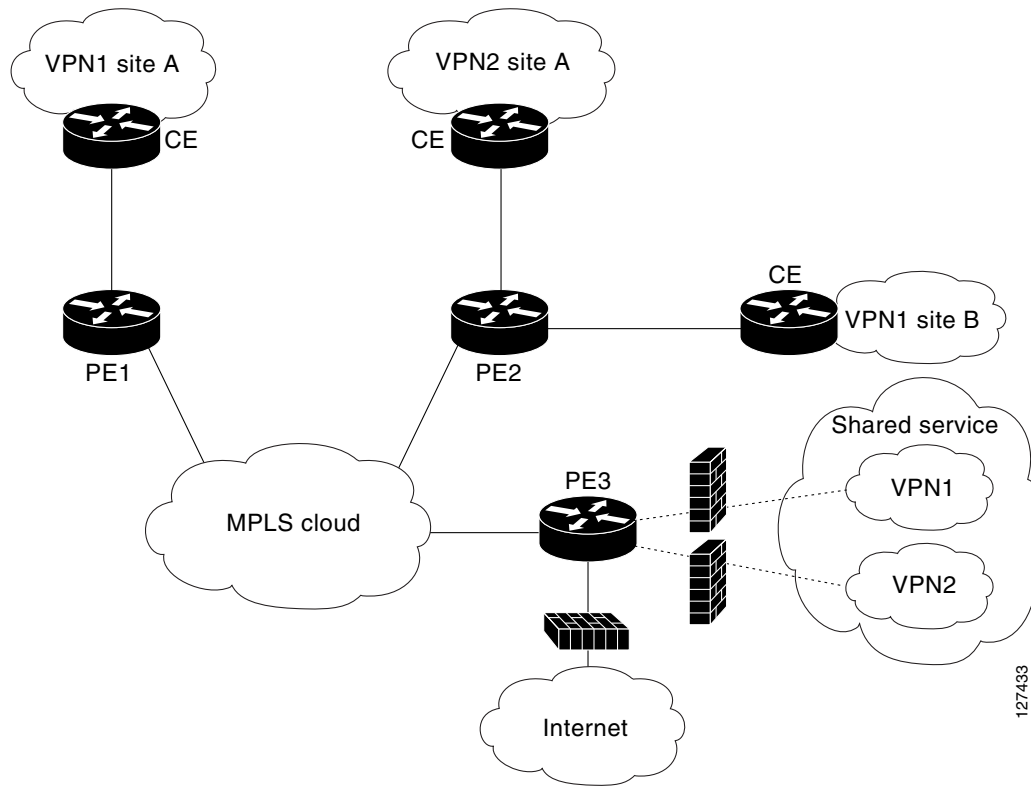 VPN1 site A
VPN2 site A
CE
CE
CE
VPN1 site B
PE1
PE2
Shared service
VPN1
PE3
MPLS cloud
VPN2
Internet
127433